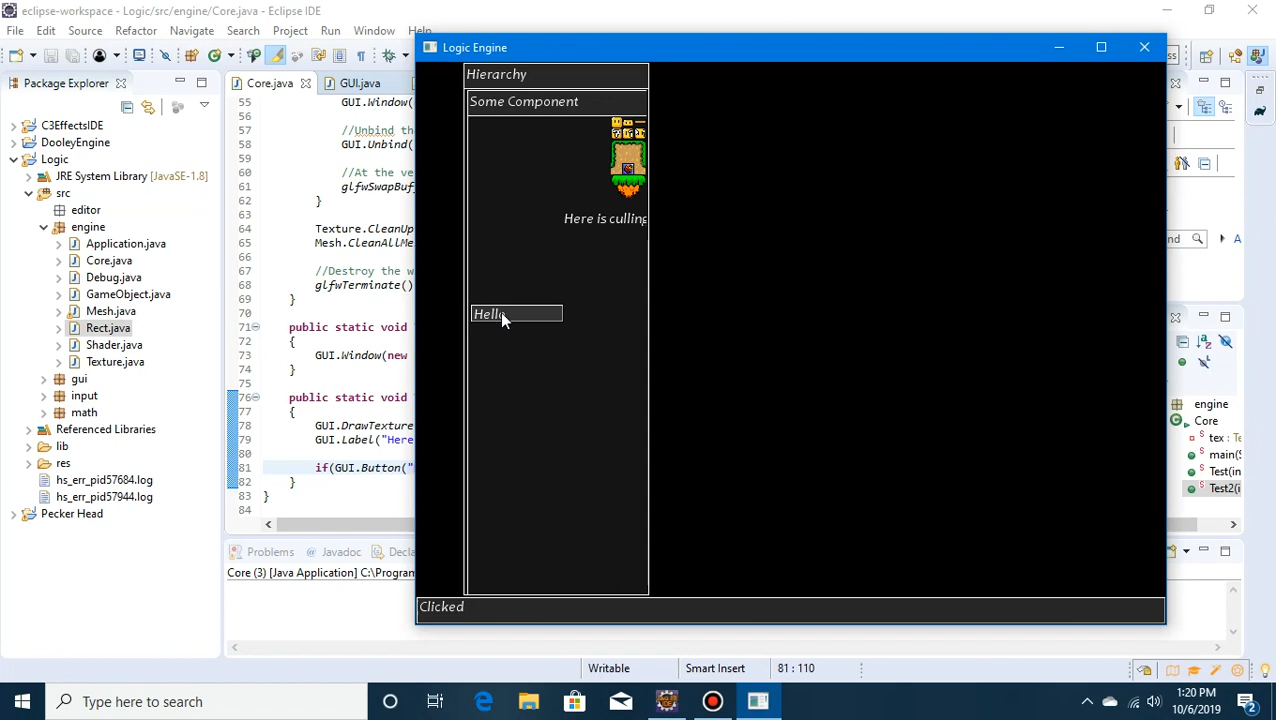 eclipse-workspace - Logic/src/engine/Core.java - Eclipse IDE
File Edit Source Refactor Navigate Search Project Run Window Help
Logic Engine
Package Explorer
Core.java
GUI.java
C3EffectsIDE
DooleyEngine
Logic
JRE System Library [JavaSE-1.8]
src
editor
engine
Application.java
Core.java
Debug.java
GameObject.java
Mesh.java
Rect.java
Shader.java
Texture.java
gui
input
math
Referenced Libraries
lib
res
hs_err_pid57684.log
hs_err_pid57944.log
Pecker Head
55 GUI.Window(
56
57 //Unbind the
58 GUI.Unbind(
59
60 //At the ve
61 glfwSwapBuf
62 }
63
64 Texture.CleanUp
65 Mesh.CleanAllMe
66
67 //Destroy the w
68 glfwTerminate()
69 }
70
71 public static void
72 {
73 GUI.Window(new
74 }
75
76 public static void
77 {
78 GUI.DrawTexture
79 GUI.Label("Here
80
81 if(GUI.Button("
82 }
83 }
84
Hierarchy
Some Component
Here is culling
Hello
Clicked
engine
Core
tex : Te
main(S
Test(in
Test2(i
Problems Javadoc Decla
Core (3) [Java Application] C:\Program
Writable Smart Insert 81 : 110
Type here to search
1:20 PM
10/6/2019
2